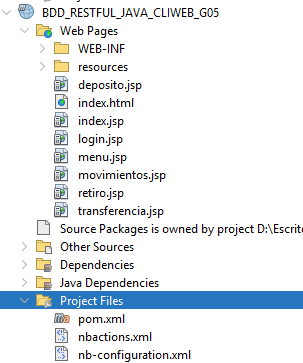 BDD_RESTFUL_JAVA_CLIWEB_G05
Web Pages
WEB-INF
resources
deposito.jsp
index.html
index.jsp
login.jsp
menu.jsp
movimientos.jsp
retiro.jsp
transferencia.jsp
Source Packages is owned by project D:\Escrit
Other Sources
Dependencies
Java Dependencies
Project Files
pom.xml
nbactions.xml
nb-configuration.xml